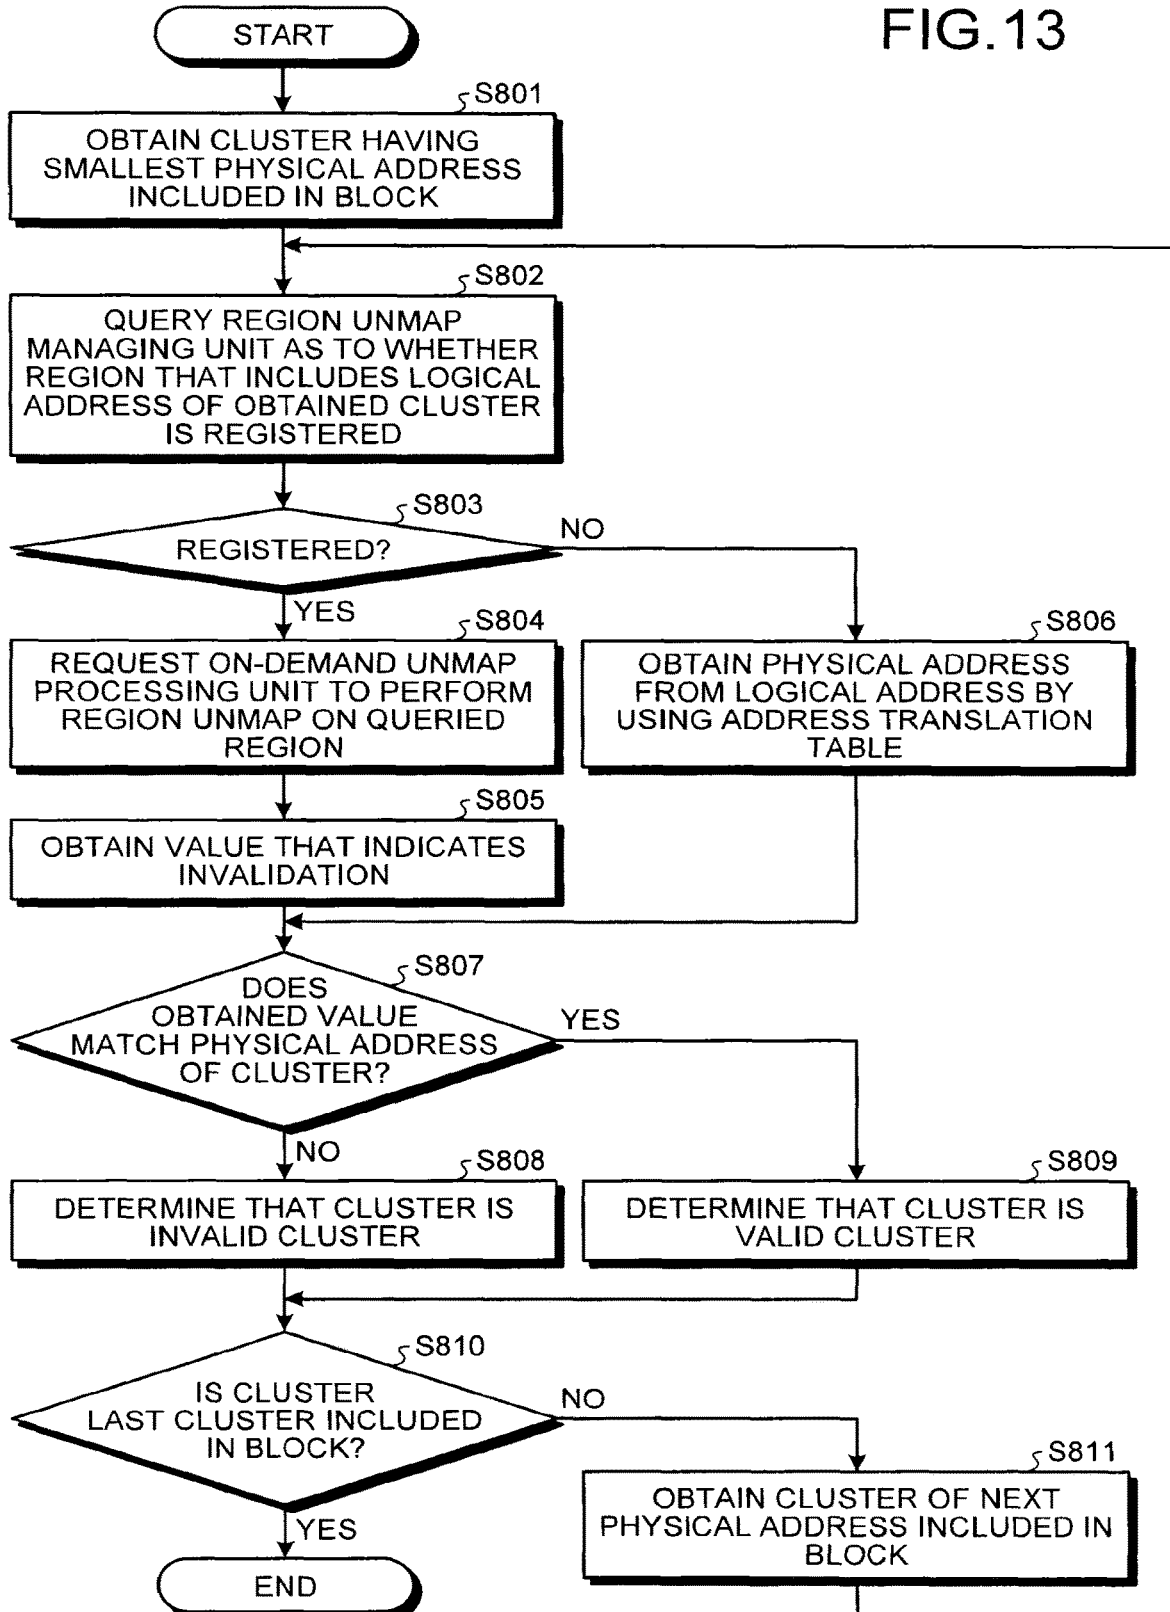 FIG.13
START
S801
OBTAIN CLUSTER HAVING
SMALLEST PHYSICAL ADDRESS
INCLUDED IN BLOCK
S802
QUERY REGION UNMAP
MANAGING UNIT AS TO WHETHER
REGION THAT INCLUDES LOGICAL
ADDRESS OF OBTAINED CLUSTER
IS REGISTERED
S803
REGISTERED?
NO
YES
S804
REQUEST ON-DEMAND UNMAP
PROCESSING UNIT TO PERFORM
REGION UNMAP ON QUERIED
REGION
S806
OBTAIN PHYSICAL ADDRESS
FROM LOGICAL ADDRESS BY
USING ADDRESS TRANSLATION
TABLE
S805
OBTAIN VALUE THAT INDICATES
INVALIDATION
S807
DOES
OBTAINED VALUE
MATCH PHYSICAL ADDRESS
OF CLUSTER?
YES
NO
S808
DETERMINE THAT CLUSTER IS
INVALID CLUSTER
S809
DETERMINE THAT CLUSTER IS
VALID CLUSTER
S810
IS CLUSTER
LAST CLUSTER INCLUDED
IN BLOCK?
NO
YES
S811
OBTAIN CLUSTER OF NEXT
PHYSICAL ADDRESS INCLUDED IN
BLOCK
END